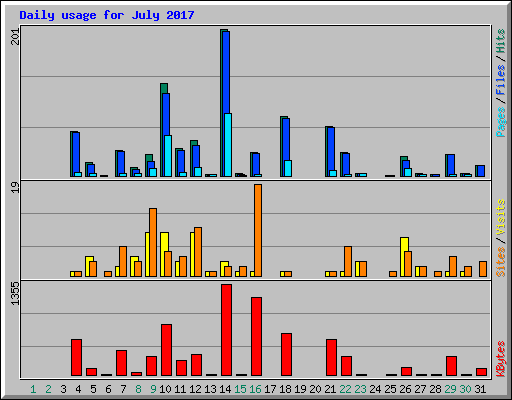 Daily usage for July 2017
201
Pages / Files / Hits
19
Sites / Visits
1355
KBytes
1 2 3 4 5 6 7 8 9 10 11 12 13 14 15 16 17 18 19 20 21 22 23 24 25 26 27 28 29 30 31